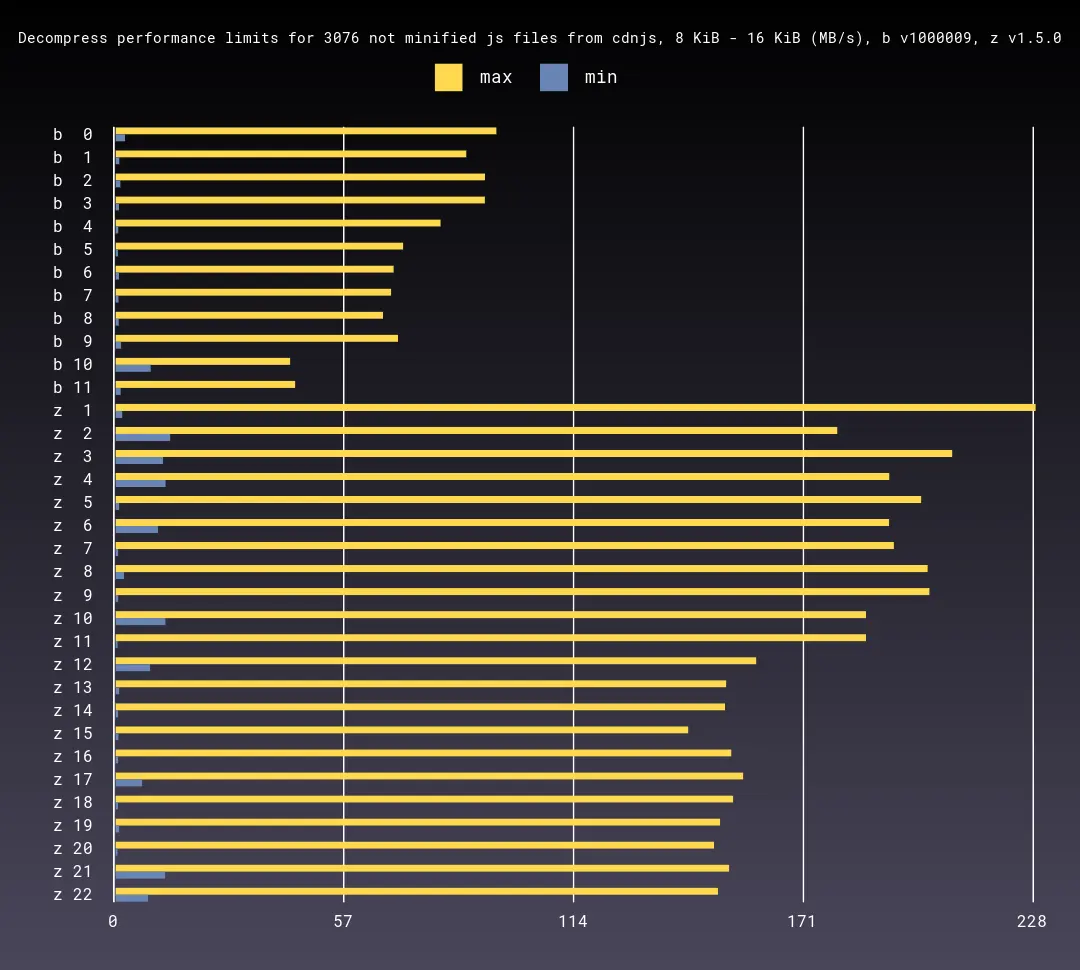 Decompress performance limits for 3076 not minified js files from cdnjs, 8 KiB - 16 KiB (MB/s), b v1000009, z v1.5.0
max min
b 0
b 1
b 2
b 3
b 4
b 5
b 6
b 7
b 8
b 9
b 10
b 11
z 1
z 2
z 3
z 4
z 5
z 6
z 7
z 8
z 9
z 10
z 11
z 12
z 13
z 14
z 15
z 16
z 17
z 18
z 19
z 20
z 21
z 22
0 57 114 171 228